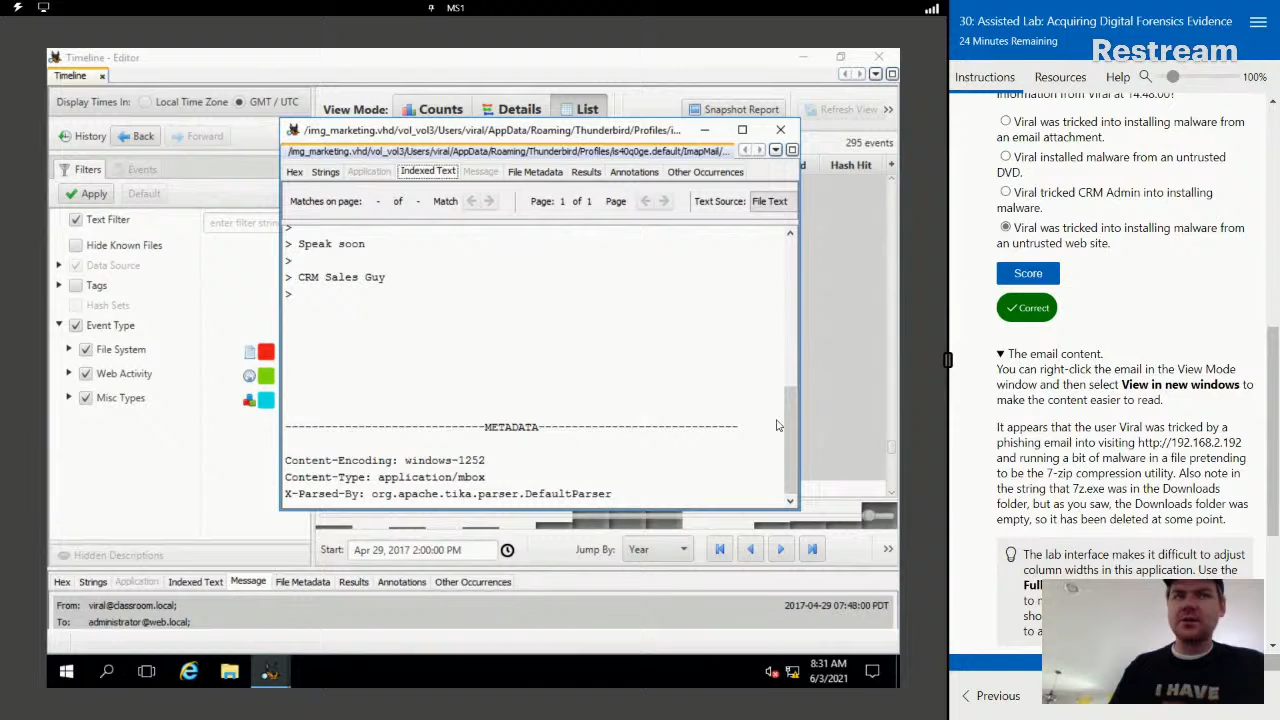 MS1
Timeline - Editor
Timeline
Display Times In: Local Time Zone GMT / UTC
View Mode: Counts Details List Snapshot Report Refresh View
History Back Forward
/img_marketing.vhd/vol_vol3/Users/viral/AppData/Roaming/Thunderbird/Profiles/i...
295 events
/img_marketing.vhd/vol_vol3/Users/viral/AppData/Roaming/Thunderbird/Profiles/is40q0ge.default/ImapMail/...
Filters Events
Hash Hit
Hex Strings Application Indexed Text Message File Metadata Results Annotations Other Occurrences
Apply Default
Matches on page: - of - Match Page: 1 of 1 Page Text Source: File Text
Text Filter
enter filter string
Hide Known Files
Data Source
Tags
Hash Sets
Event Type
File System
Web Activity
Misc Types
>
> Speak soon
>
> CRM Sales Guy
>
------------------------------METADATA------------------------------
Content-Encoding: windows-1252
Content-Type: application/mbox
X-Parsed-By: org.apache.tika.parser.DefaultParser
Start: Apr 29, 2017 2:00:00 PM
Jump By: Year
Hidden Descriptions
Hex Strings Application Indexed Text Message File Metadata Results Annotations Other Occurrences
From: viral@classroom.local;
2017-04-29 07:48:00 PDT
To: administrator@web.local;
8:31 AM
6/3/2021
30: Assisted Lab: Acquiring Digital Forensics Evidence
24 Minutes Remaining
Restream
Instructions Resources Help 100%
information from Viral at 14:48:00?
Viral was tricked into installing malware from
an email attachment.
Viral installed malware from an untrusted
DVD.
Viral tricked CRM Admin into installing
malware.
Viral was tricked into installing malware from
an untrusted web site.
Score
Correct
The email content.
You can right-click the email in the View Mode
window and then select View in new windows to
make the content easier to read.
It appears that the user Viral was tricked by a
phishing email into visiting http://192.168.2.192
and running a bit of malware in a file pretending
to be the 7-zip compression utility. Also note in
the string that 7z.exe was in the Downloads
folder, but as you saw, the Downloads folder was
empty, so it has been deleted at some point.
The lab interface makes it difficult to adjust
column widths in this application. Use the
Full
to
sho
to a
Previous
I HAVE